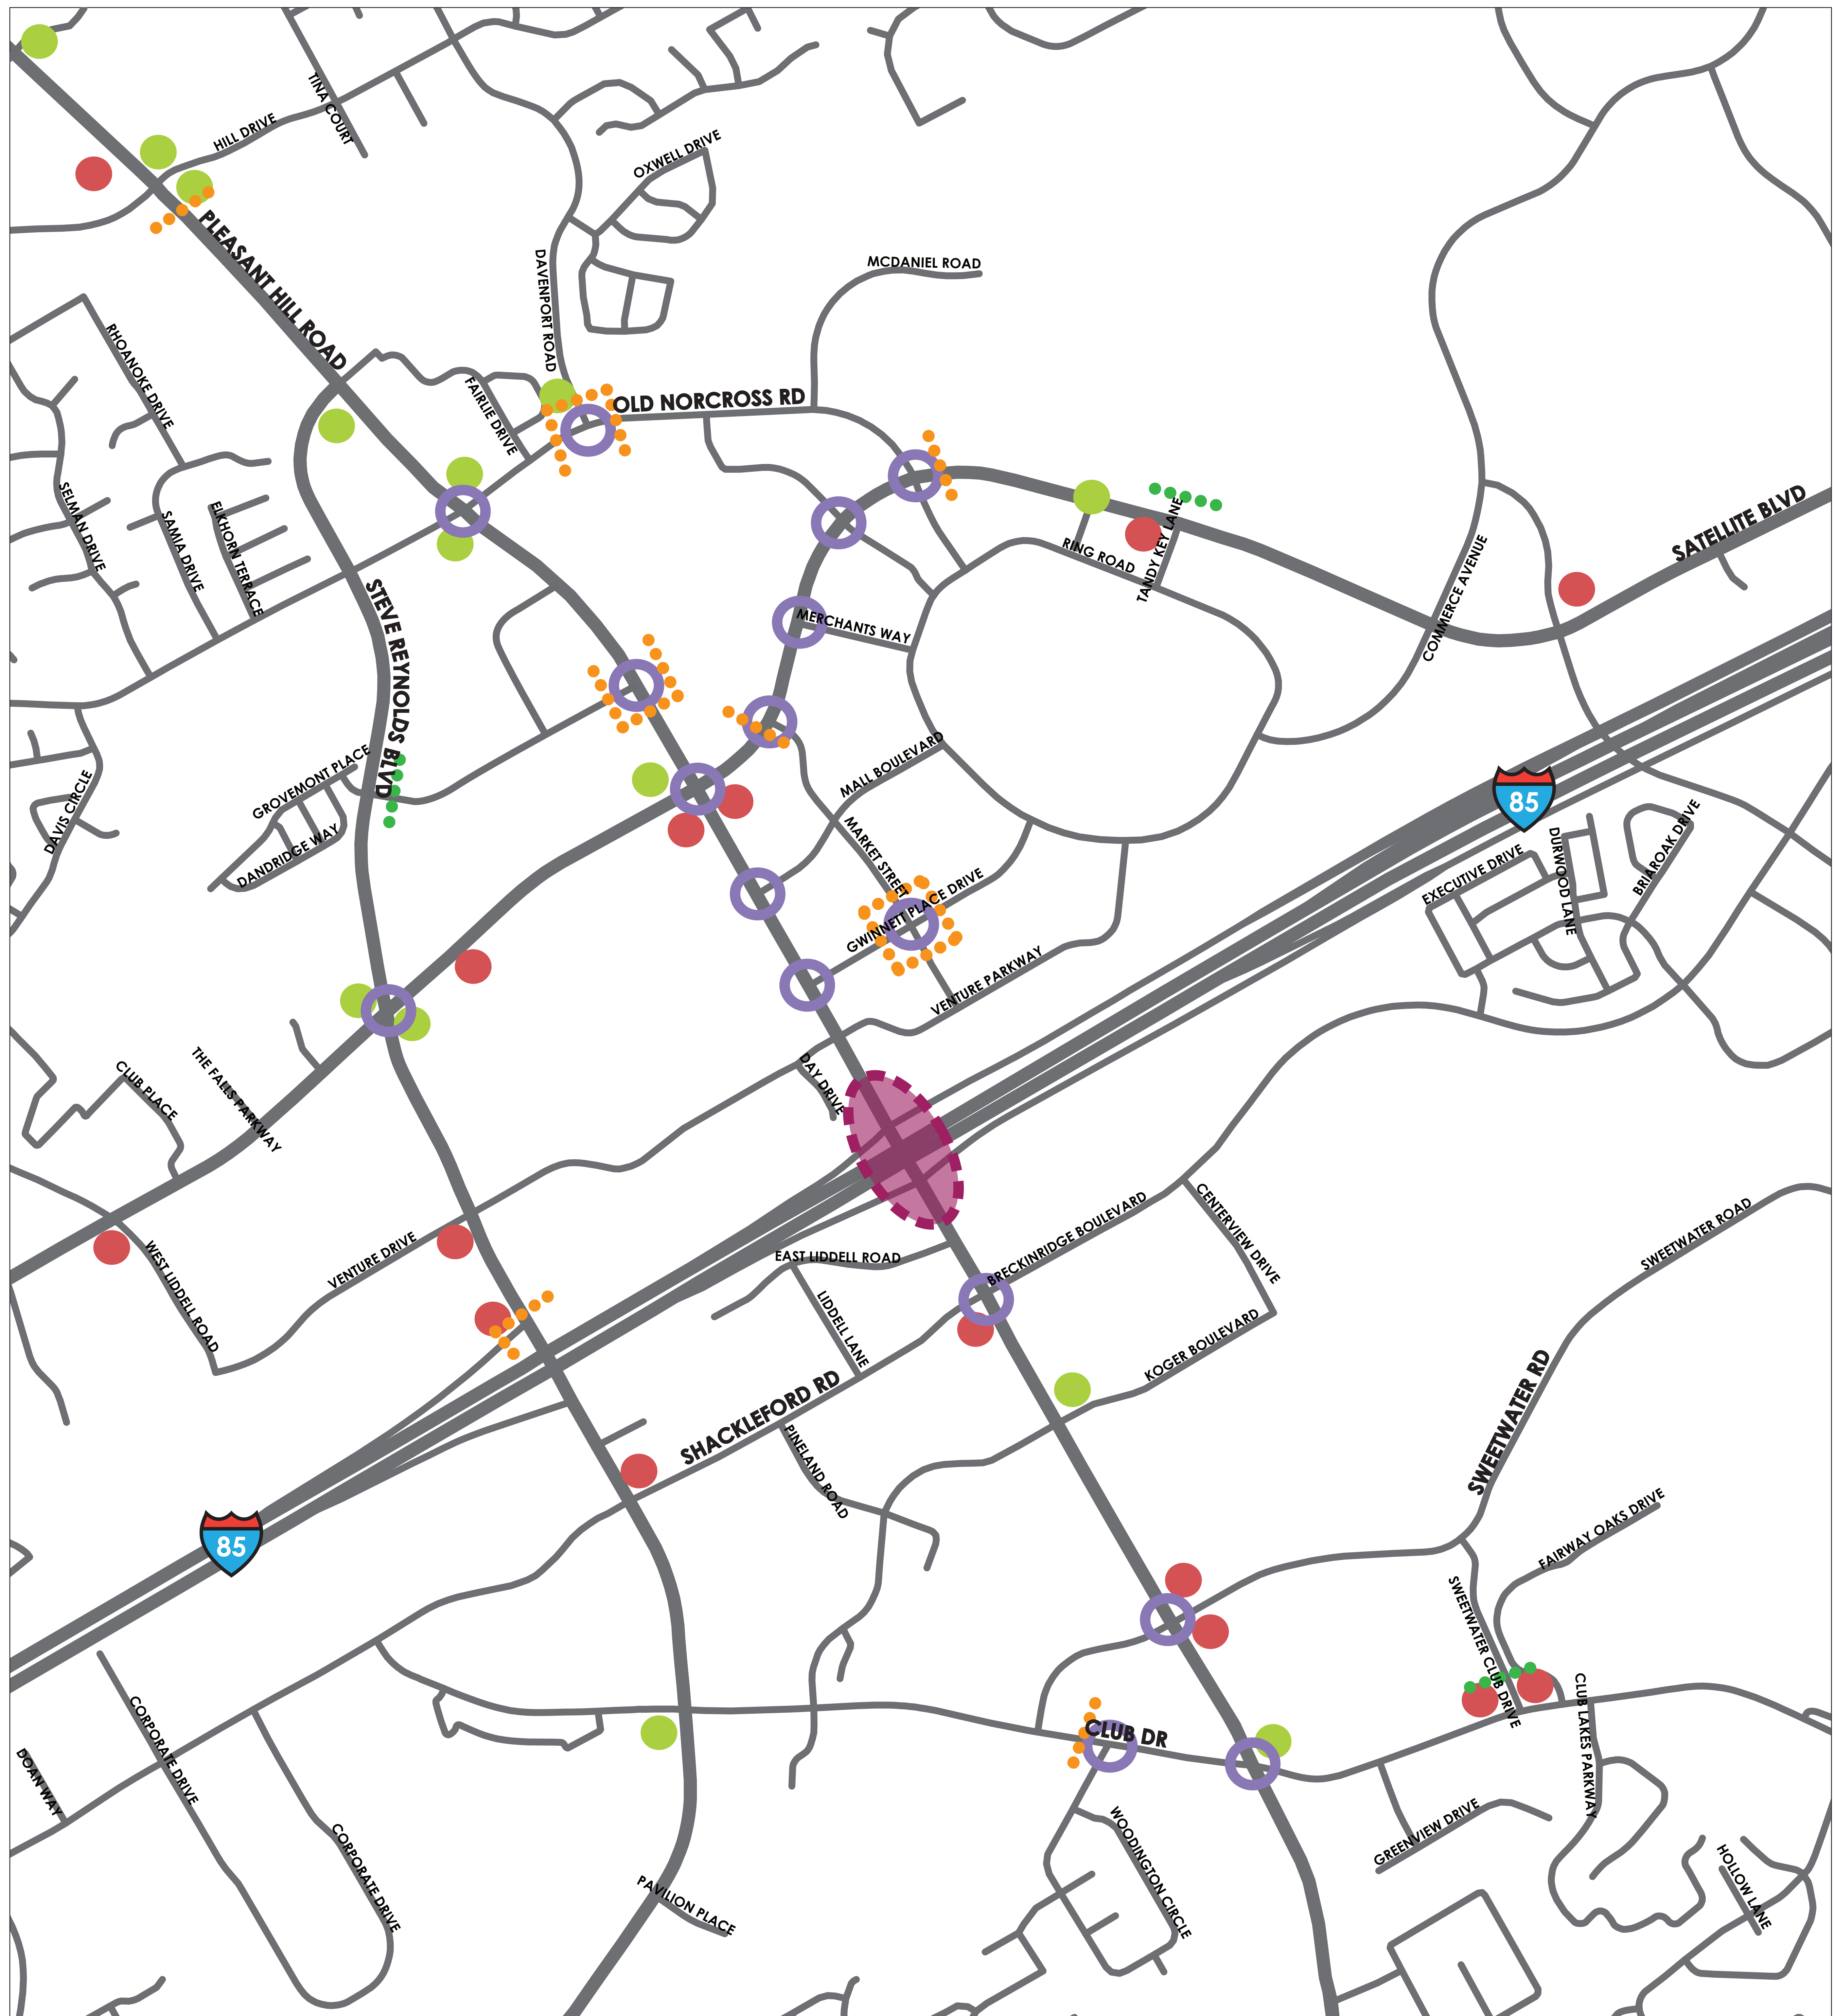 TINA COURT
HILL DRIVE
OXWELL DRIVE
PLEASANT HILL ROAD
DAVENPORT ROAD
MCDANIEL ROAD
RHOANOKE DRIVE
FAIRLIE DRIVE
OLD NORCROSS RD
SELMAN DRIVE
SAMIA DRIVE
ELKHORN TERRACE
RING ROAD
TANDY KEY LANE
COMMERCE AVENUE
SATELLITE BLVD
STEVE REYNOLDS BLVD
MERCHANTS WAY
MALL BOULEVARD
GROVEMONT PLACE
DAVIS CIRCLE
DANDRIDGE WAY
MARKET STREET
GWINNETT PLACE DRIVE
85
EXECUTIVE DRIVE
DURWOOD LANE
BRIAROAK DRIVE
VENTURE PARKWAY
DAY DRIVE
CLUB PLACE
THE FALLS PARKWAY
WEST LIDDELL ROAD
VENTURE DRIVE
EAST LIDDELL ROAD
BRECKINRIDGE BOULEVARD
CENTERVIEW DRIVE
SWEETWATER ROAD
LIDDELL LANE
KOGER BOULEVARD
SHACKLEFORD RD
PINELAND ROAD
SWEETWATER RD
85
FAIRWAY OAKS DRIVE
SWEETWATER CLUB DRIVE
CLUB LAKES PARKWAY
CLUB DR
CORPORATE DRIVE
DOAN WAY
CORPORATE DRIVE
WOODINGTON CIRCLE
GREENVIEW DRIVE
HOLLOW LANE
PAVILION PLACE